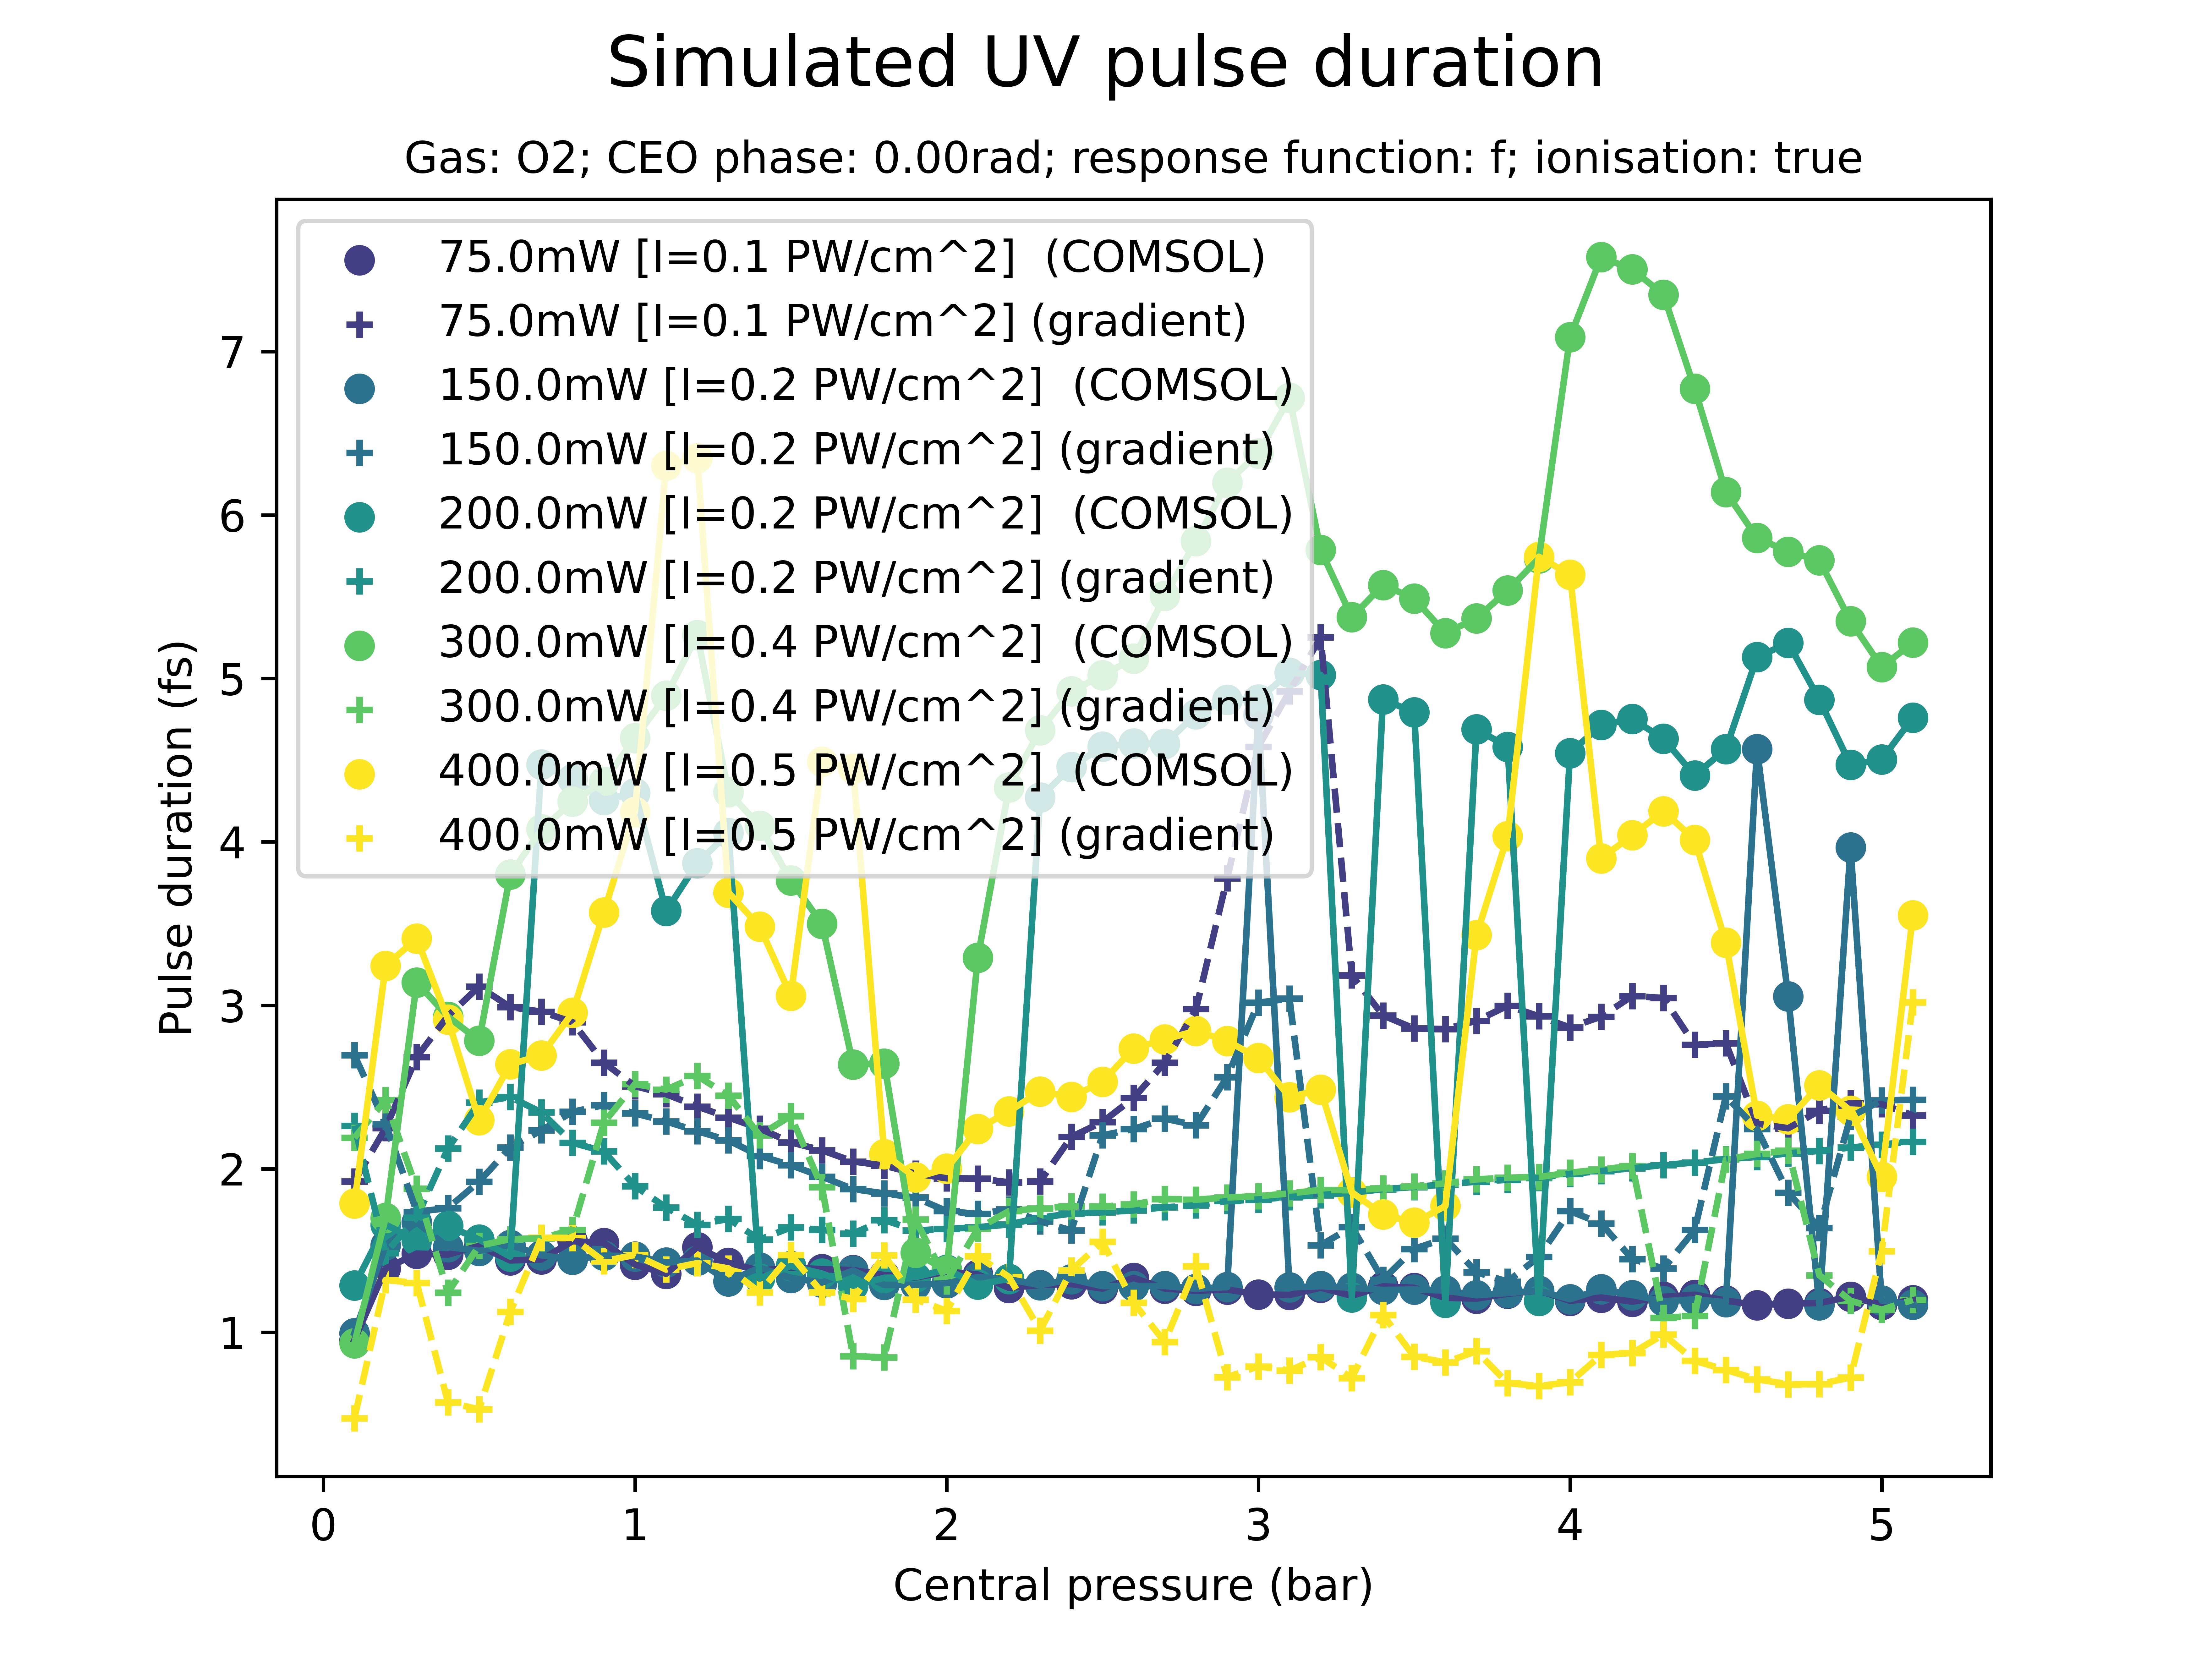 Simulated UV pulse duration
Gas: O2; CEO phase: 0.00rad; response function: f; ionisation: true
75.0mW [I=0.1 PW/cm^2]  (COMSOL)
75.0mW [I=0.1 PW/cm^2] (gradient)
150.0mW [I=0.2 PW/cm^2]  (COMSOL)
150.0mW [I=0.2 PW/cm^2] (gradient)
200.0mW [I=0.2 PW/cm^2]  (COMSOL)
200.0mW [I=0.2 PW/cm^2] (gradient)
300.0mW [I=0.4 PW/cm^2]  (COMSOL)
300.0mW [I=0.4 PW/cm^2] (gradient)
400.0mW [I=0.5 PW/cm^2]  (COMSOL)
400.0mW [I=0.5 PW/cm^2] (gradient)
Pulse duration (fs)
7
6
5
4
3
2
1
0 1 2 3 4 5
Central pressure (bar)